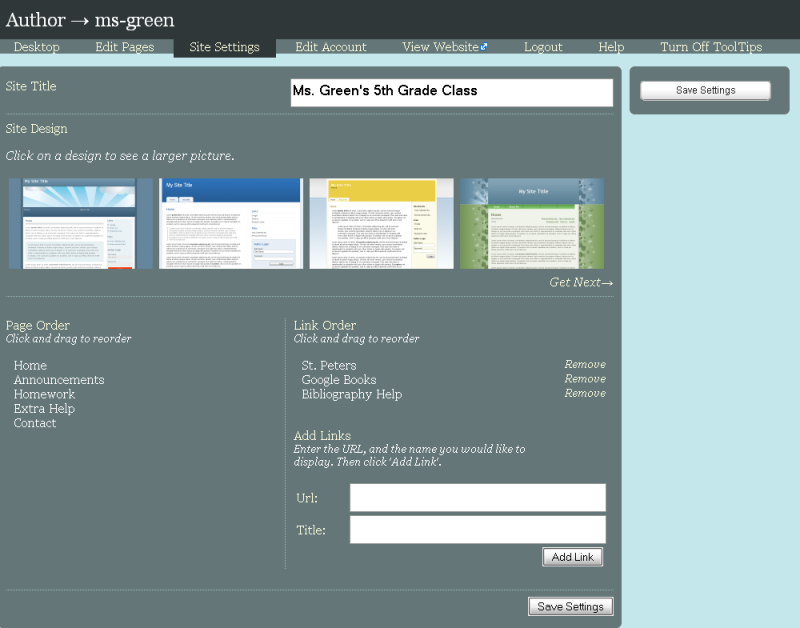 Author → ms-green
Desktop Edit Pages Site Settings Edit Account View Website Logout Help Turn Off ToolTips
Site Title Ms. Green's 5th Grade Class Save Settings
Site Design
Click on a design to see a larger picture.
My Site Title My Site Title My Site Title My Site Title
Get Next→
Page Order
Click and drag to reorder
Home
Announcements
Homework
Extra Help
Contact
Link Order
Click and drag to reorder
St. Peters Remove
Google Books Remove
Bibliography Help Remove
Add Links
Enter the URL, and the name you would like to
display. Then click 'Add Link'.
Url:
Title:
Add Link
Save Settings